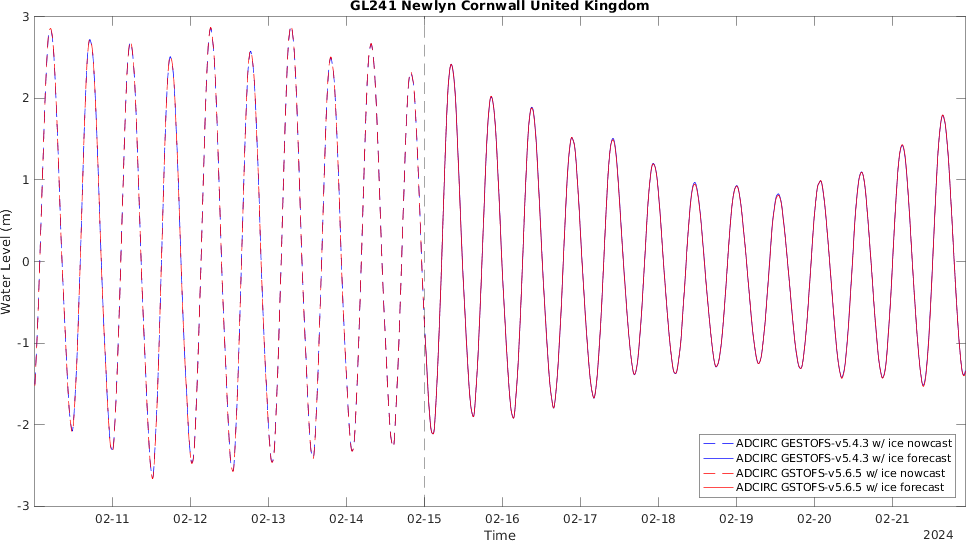 GL241 Newlyn Cornwall United Kingdom
3
2
1
0
-1
-2
-3
Water Level (m)
ADCIRC GESTOFS-v5.4.3 w/ ice nowcast
ADCIRC GESTOFS-v5.4.3 w/ ice forecast
ADCIRC GSTOFS-v5.6.5 w/ ice nowcast
ADCIRC GSTOFS-v5.6.5 w/ ice forecast
02-11 02-12 02-13 02-14 02-15 02-16 02-17 02-18 02-19 02-20 02-21
Time
2024